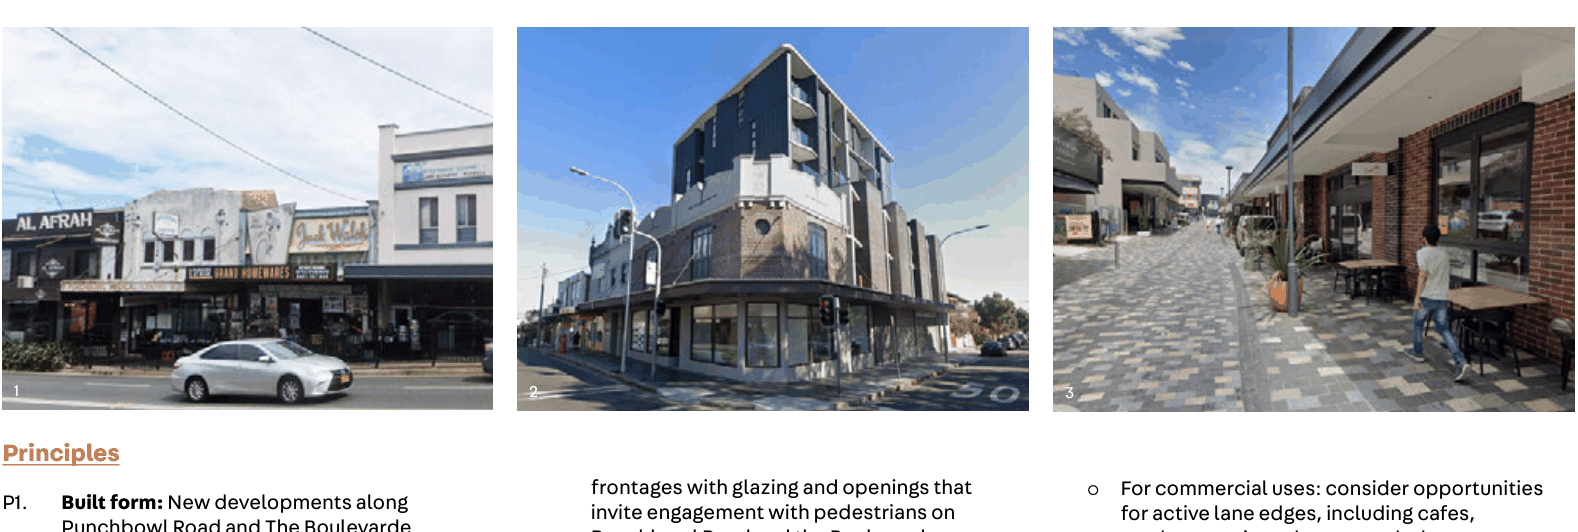 AL AFRAH
GRAND HOMEWARES
1
2
50
3
Principles
P1. Built form: New developments along
Punchbowl Road and The Boulevarde
frontages with glazing and openings that
invite engagement with pedestrians on
○ For commercial uses: consider opportunities
for active lane edges, including cafes,